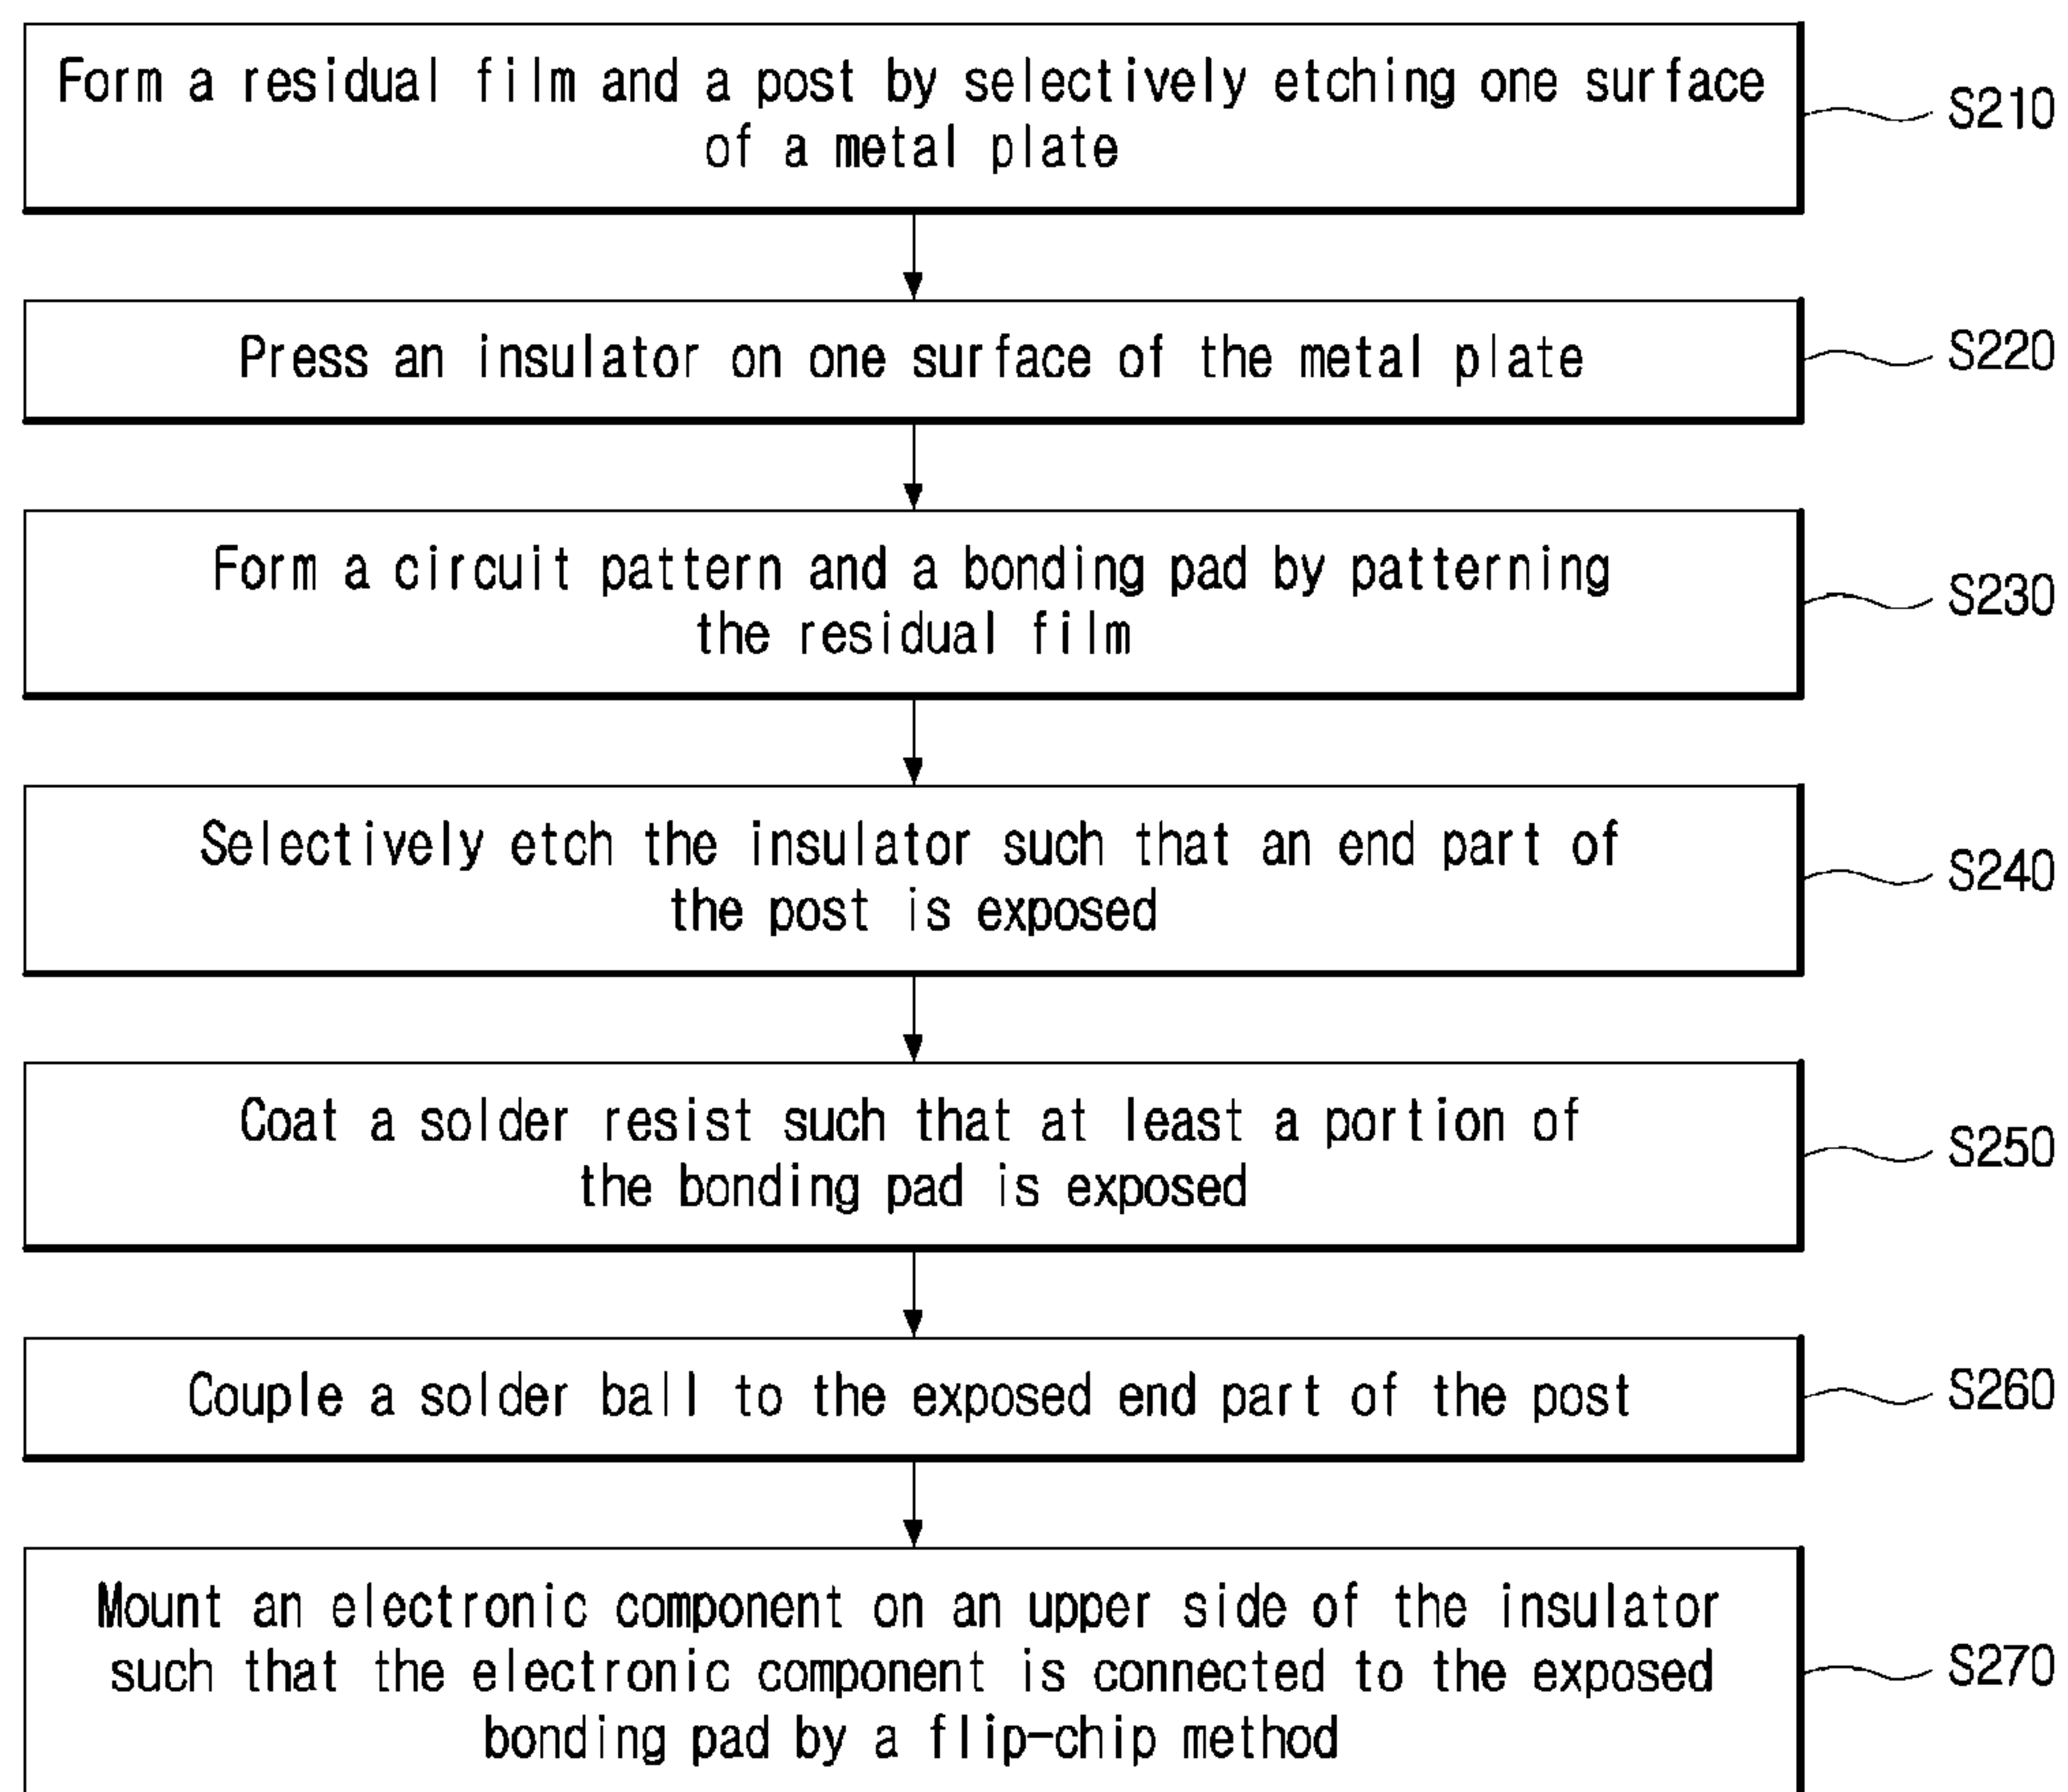 Form a residual film and a post by selectively etching one surface
of a metal plate
S210
Press an insulator on one surface of the metal plate
S220
Form a circuit pattern and a bonding pad by patterning
the residual film
S230
Selectively etch the insulator such that an end part of
the post is exposed
S240
Coat a solder resist such that at least a portion of
the bonding pad is exposed
S250
Couple a solder ball to the exposed end part of the post
S260
Mount an electronic component on an upper side of the insulator
such that the electronic component is connected to the exposed
bonding pad by a flip-chip method
S270